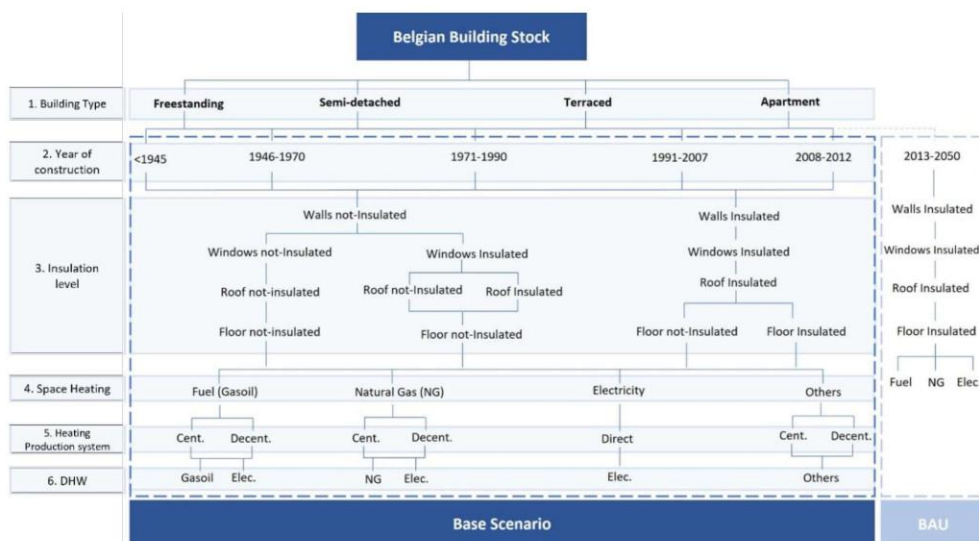 Belgian Building Stock
1. Building Type
Freestanding
Semi-detached
Terraced
Apartment
2. Year of
construction
<1945
1946-1970
1971-1990
1991-2007
2008-2012
2013-2050
3. Insulation
level
Walls not-Insulated
Walls Insulated
Walls Insulated
Windows not-Insulated
Windows Insulated
Windows Insulated
Windows Insulated
Roof not-insulated
Roof not-Insulated
Roof Insulated
Roof Insulated
Roof Insulated
Floor not-insulated
Floor not-Insulated
Floor not-Insulated
Floor Insulated
Floor Insulated
4. Space Heating
Fuel (Gasoil)
Natural Gas (NG)
Electricity
Others
Fuel
NG
Elec.
5. Heating
Production system
Cent.
Decent.
Cent.
Decent.
Direct
Cent.
Decent.
6. DHW
Gasoil
Elec.
NG
Elec.
Elec.
Others
Base Scenario
BAU